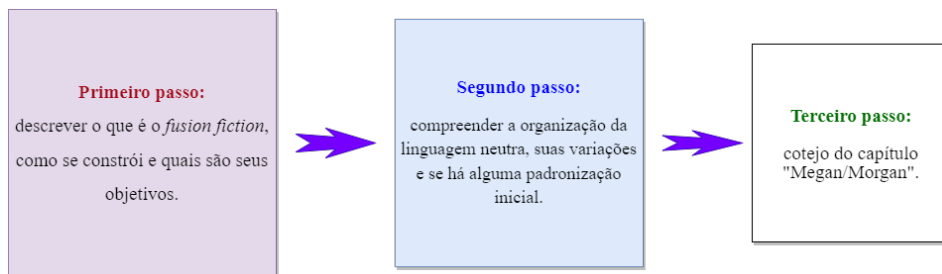 Primeiro passo:
descrever o que é o fusion fiction,
como se constrói e quais são seus
objetivos.
Segundo passo:
compreender a organização da
linguagem neutra, suas variações
e se há alguma padronização
inicial.
Terceiro passo:
cotejo do capítulo
"Megan/Morgan".